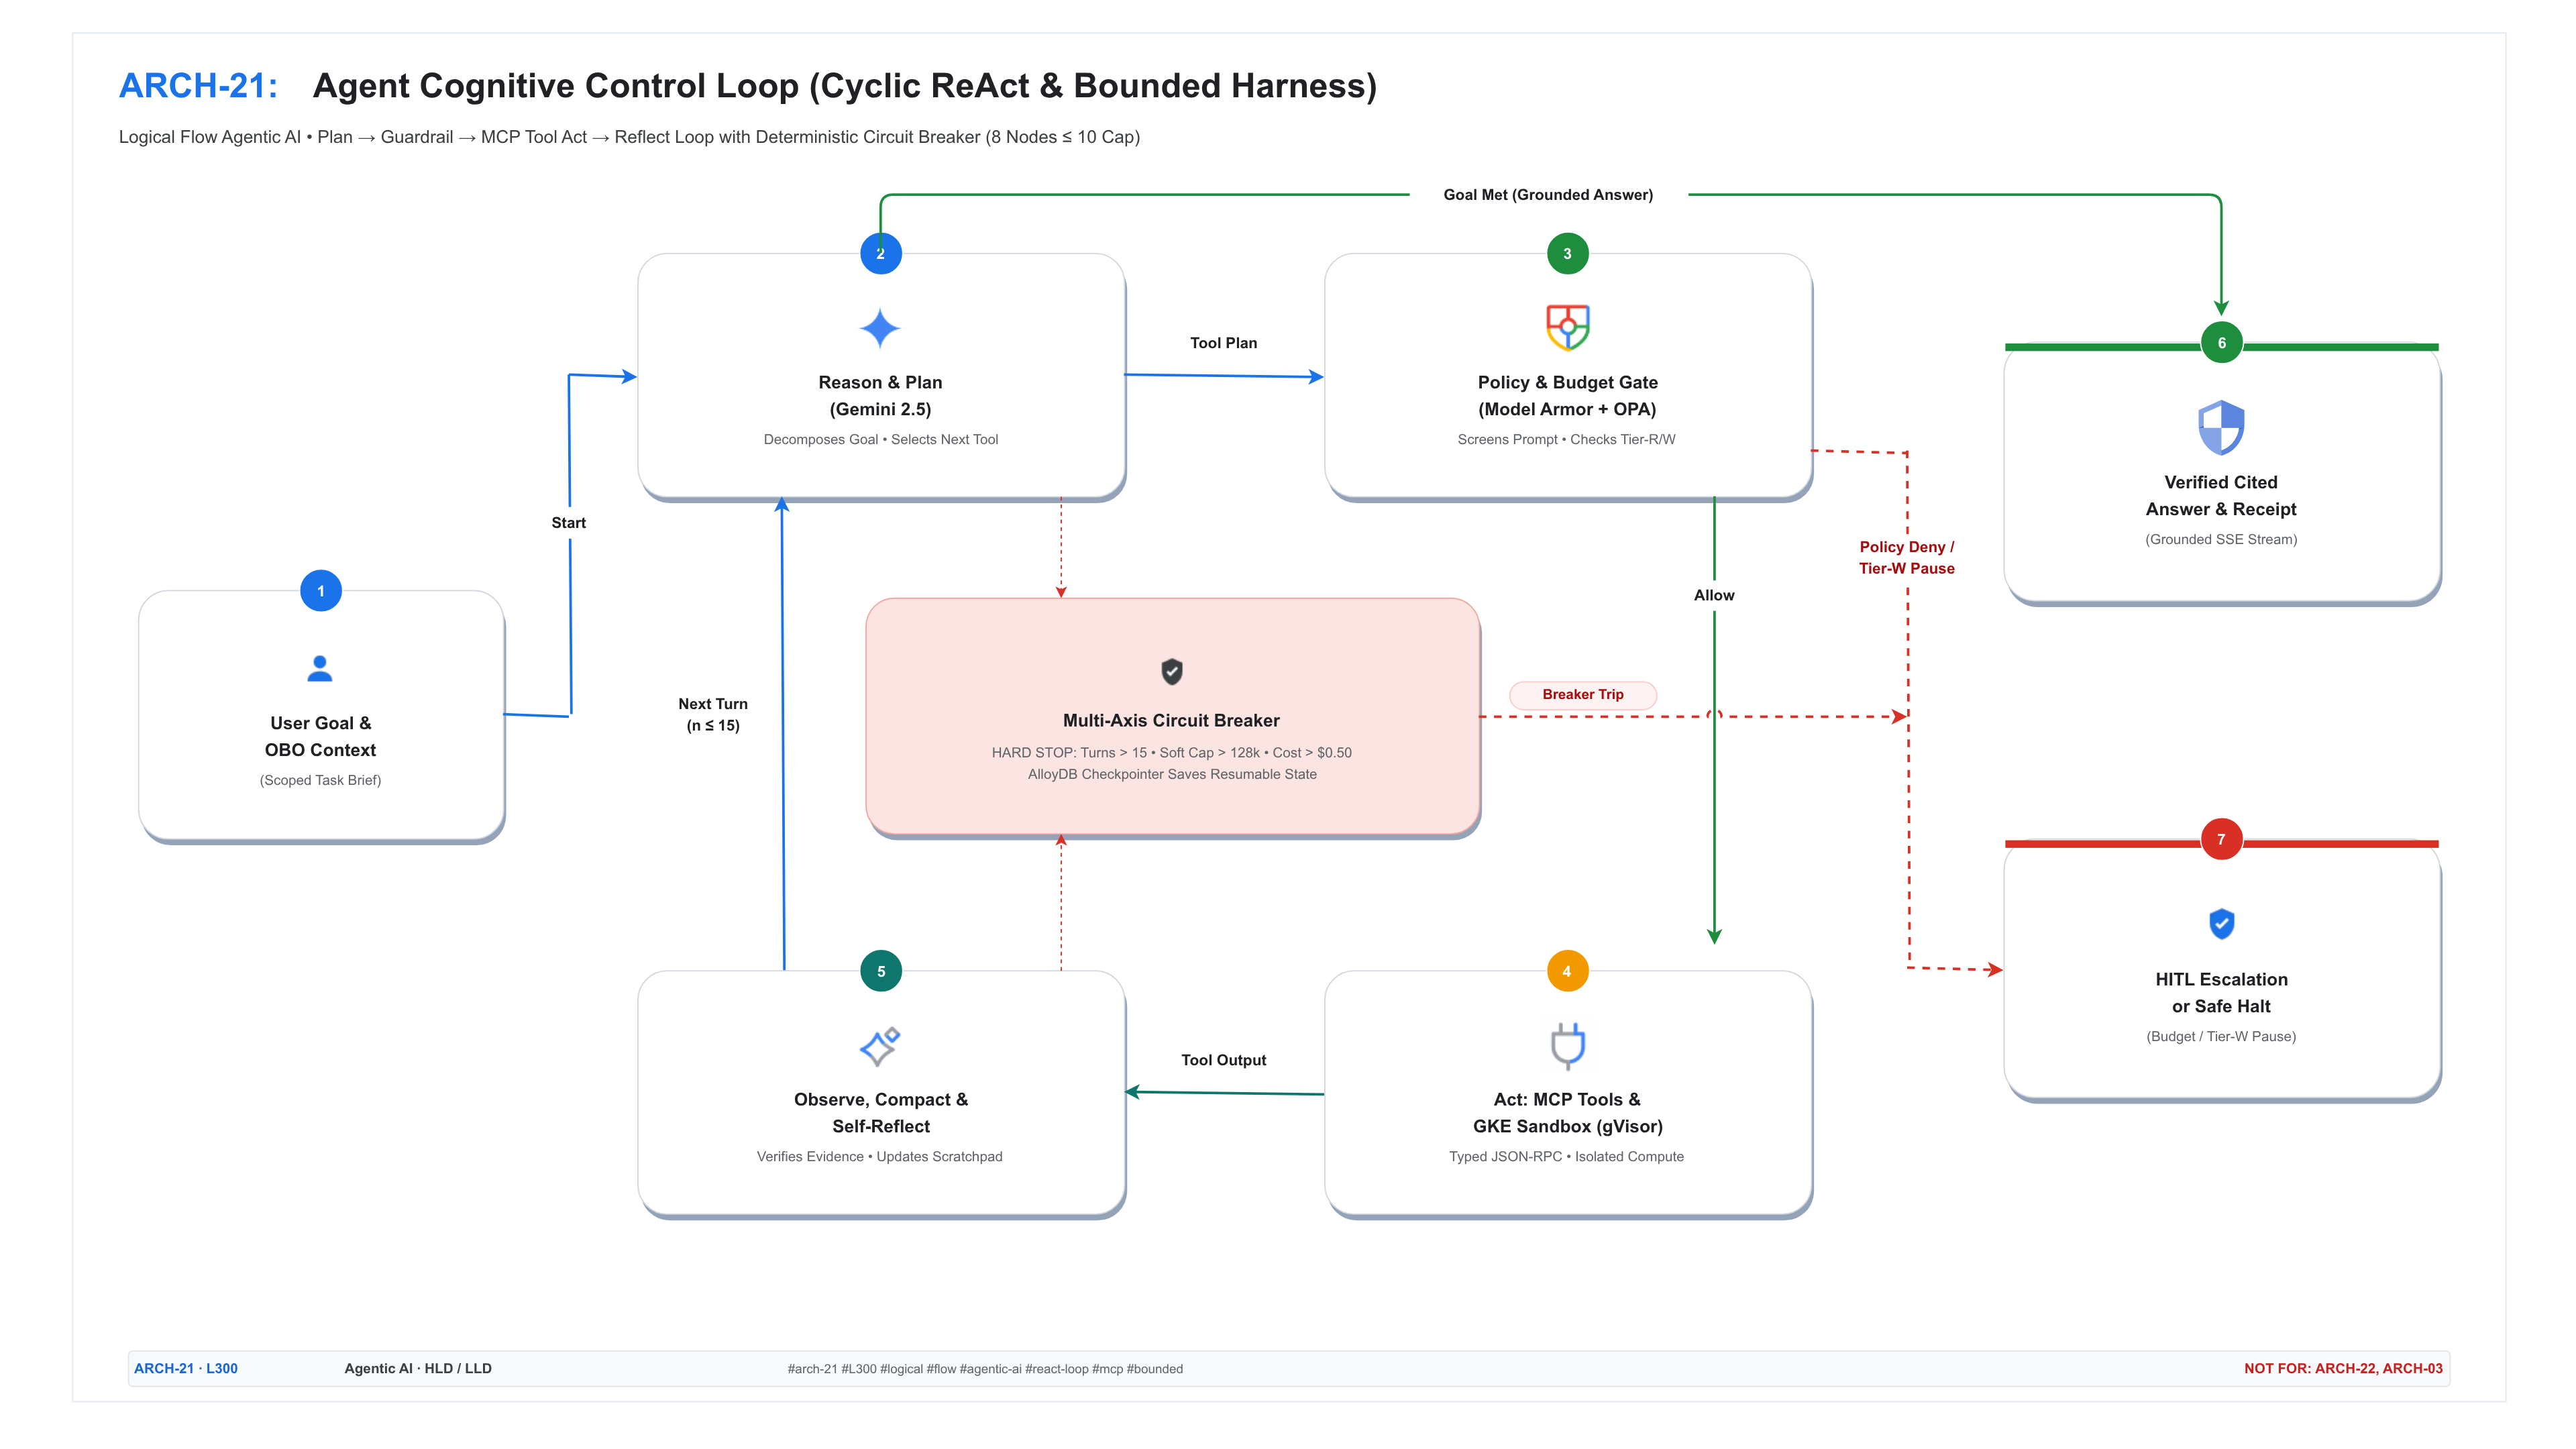 ARCH-21: Agent Cognitive Control Loop (Cyclic ReAct & Bounded Harness)
Logical Flow Agentic AI • Plan → Guardrail → MCP Tool Act → Reflect Loop with Deterministic Circuit Breaker (8 Nodes ≤ 10 Cap)
Goal Met (Grounded Answer)
1
User Goal &
OBO Context
(Scoped Task Brief)
Start
2
Reason & Plan
(Gemini 2.5)
Decomposes Goal • Selects Next Tool
Tool Plan
3
Policy & Budget Gate
(Model Armor + OPA)
Screens Prompt • Checks Tier-R/W
Policy Deny /
Tier-W Pause
Allow
6
Verified Cited
Answer & Receipt
(Grounded SSE Stream)
Next Turn
(n ≤ 15)
Multi-Axis Circuit Breaker
HARD STOP: Turns > 15 • Soft Cap > 128k • Cost > $0.50
AlloyDB Checkpointer Saves Resumable State
Breaker Trip
7
HITL Escalation
or Safe Halt
(Budget / Tier-W Pause)
5
Observe, Compact &
Self-Reflect
Verifies Evidence • Updates Scratchpad
Tool Output
4
Act: MCP Tools &
GKE Sandbox (gVisor)
Typed JSON-RPC • Isolated Compute
ARCH-21 · L300
Agentic AI · HLD / LLD
#arch-21 #L300 #logical #flow #agentic-ai #react-loop #mcp #bounded
NOT FOR: ARCH-22, ARCH-03